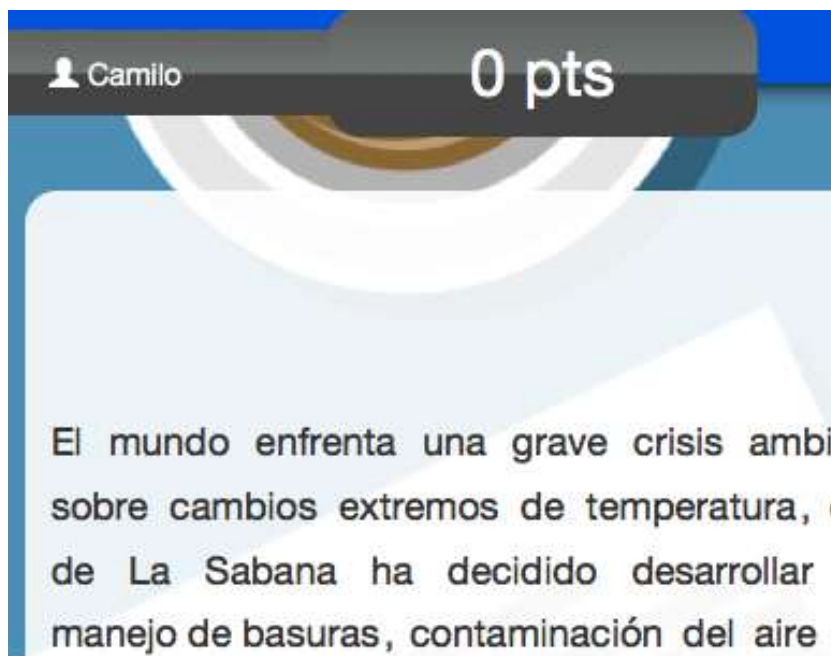 Camilo
0 pts
El mundo enfrenta una grave crisis
sobre cambios extremos de temperatura,
de La Sabana ha decidido desarrollar
manejo de basuras, contaminación del aire